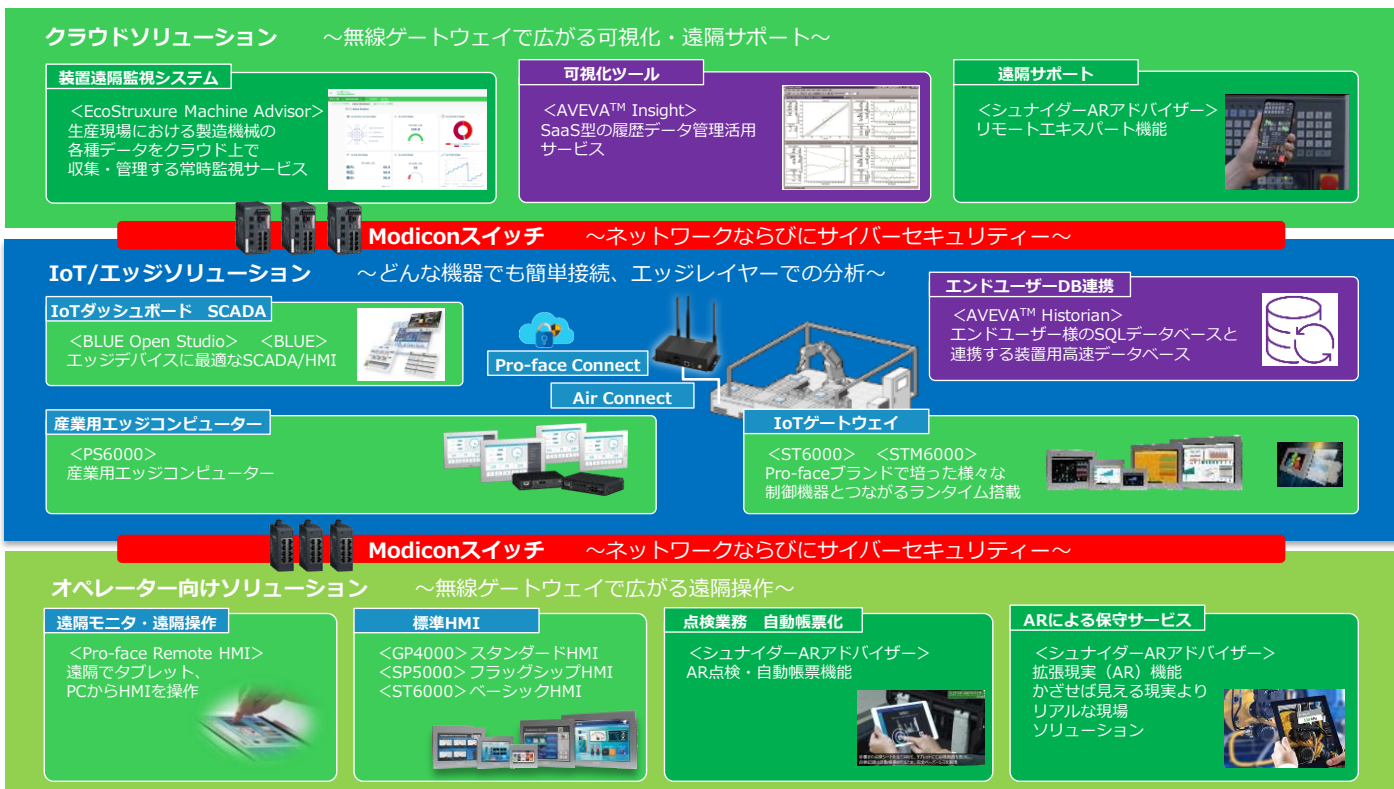 クラウドソリューション ～無線ゲートウェイで広がる可視化・遠隔サポート～
装置遠隔監視システム
＜EcoStruxure Machine Advisor＞
生産現場における製造機械の
各種データをクラウド上で
収集・管理する常時監視サービス
可視化ツール
＜AVEVA™ Insight＞
SaaS型の履歴データ管理活用
サービス
遠隔サポート
＜シュナイダーARアドバイザー＞
リモートエキスパート機能
Modiconスイッチ ～ネットワークならびにサイバーセキュリティー～
IoT/エッジソリューション ～どんな機器でも簡単接続、エッジレイヤーでの分析～
IoTダッシュボード SCADA
＜BLUE Open Studio＞ ＜BLUE＞
エッジデバイスに最適なSCADA/HMI
Pro-face Connect
Air Connect
エンドユーザーDB連携
＜AVEVA™ Historian＞
エンドユーザー様のSQLデータベースと
連携する装置用高速データベース
産業用エッジコンピューター
＜PS6000＞
産業用エッジコンピューター
IoTゲートウェイ
＜ST6000＞ ＜STM6000＞
Pro-faceブランドで培った様々な
制御機器とつながるランタイム搭載
Modiconスイッチ ～ネットワークならびにサイバーセキュリティー～
オペレーター向けソリューション ～無線ゲートウェイで広がる遠隔操作～
遠隔モニタ・遠隔操作
＜Pro-face Remote HMI＞
遠隔でタブレット、
PCからHMIを操作
標準HMI
＜GP4000＞スタンダードHMI
＜SP5000＞フラッグシップHMI
＜ST6000＞ベーシックHMI
点検業務 自動帳票化
＜シュナイダーARアドバイザー＞
AR点検・自動帳票機能
ARによる保守サービス
＜シュナイダーARアドバイザー＞
拡張現実（AR）機能
かざせば見える現実より
リアルな現場
ソリューション